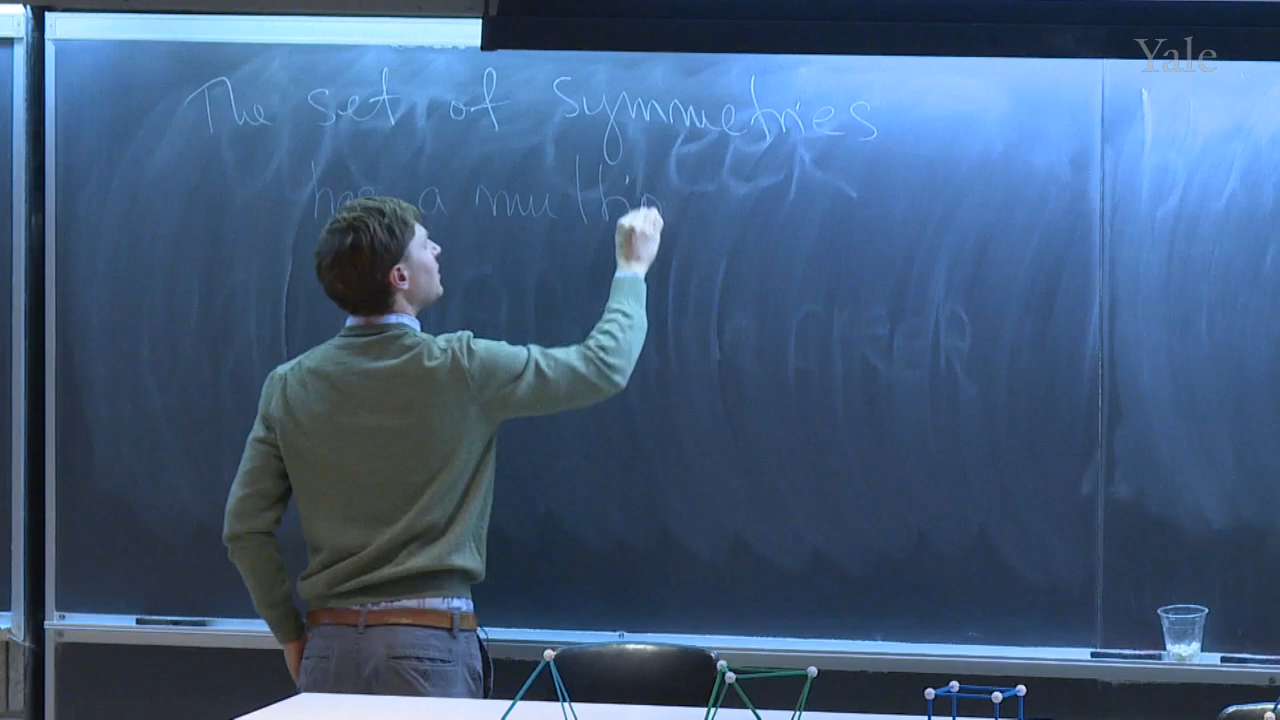 Yale
The set of symmetries
has a multip